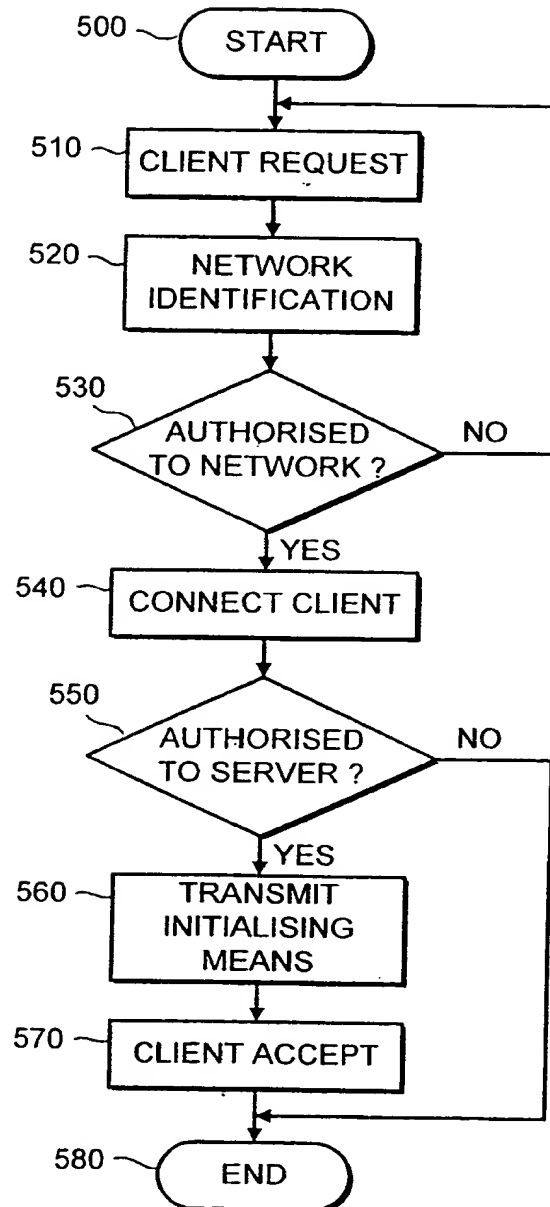 500
START
510
CLIENT REQUEST
520
NETWORK
IDENTIFICATION
530
AUTHORISED
TO NETWORK ?
NO
YES
540
CONNECT CLIENT
550
AUTHORISED
TO SERVER ?
NO
YES
560
TRANSMIT
INITIALISING
MEANS
570
CLIENT ACCEPT
580
END